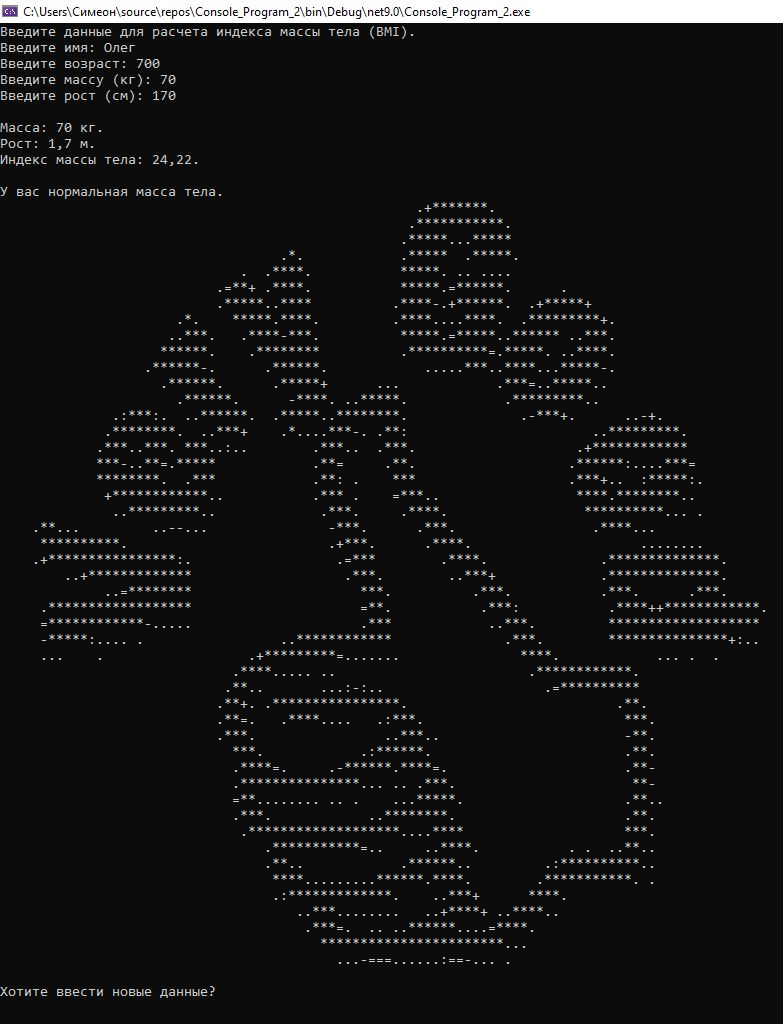 C:\Users\Симеон\source\repos\Console_Program_2\bin\Debug\net9.0\Console_Program_2.exe
Введите данные для расчета индекса массы тела (BMI).
Введите имя: Олег
Введите возраст: 700
Введите массу (кг): 70
Введите рост (см): 170
Масса: 70 кг.
Рост: 1,7 м.
Индекс массы тела: 24,22.
У вас нормальная масса тела.
Хотите ввести новые данные?